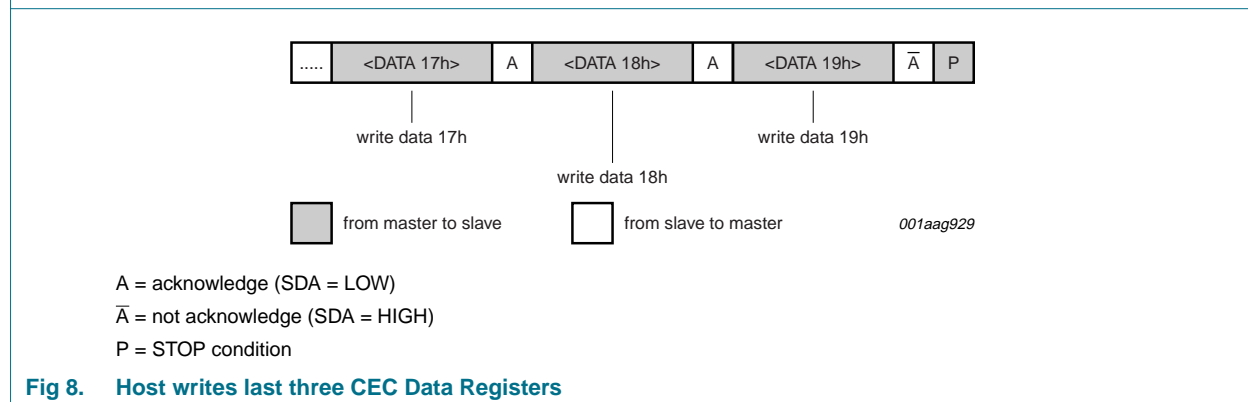 ..... <DATA 17h> A <DATA 18h> A <DATA 19h> A̅ P
write data 17h write data 19h
write data 18h
from master to slave from slave to master 001aag929
A = acknowledge (SDA = LOW)
A̅ = not acknowledge (SDA = HIGH)
P = STOP condition
Fig 8. Host writes last three CEC Data Registers